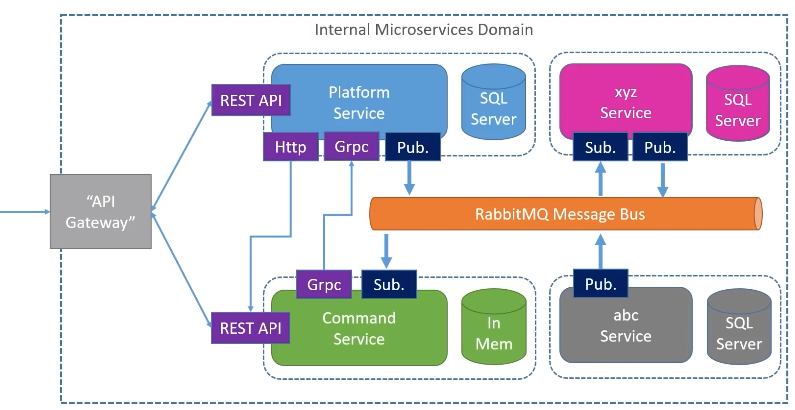 Internal Microservices Domain
REST API
Platform
Service
SQL
Server
Http
Grpc
Pub.
xyz
Service
SQL
Server
Sub.
Pub.
“API
Gateway”
RabbitMQ Message Bus
Grpc
Sub.
REST API
Command
Service
In
Mem
Pub.
abc
Service
SQL
Server